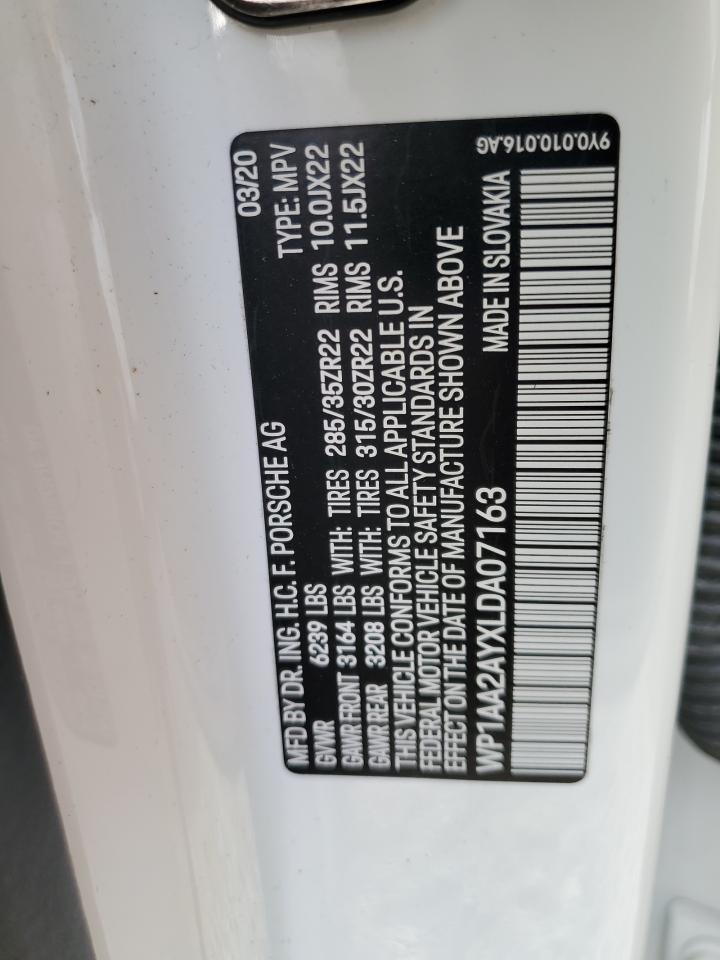 MFD BY DR. ING. H.C. F. PORSCHE AG 03/20
GVWR 6239 LBS TYPE: MPV
GAWR FRONT 3164 LBS WITH: TIRES 285/35ZR22 RIMS 10.0JX22
GAWR REAR 3208 LBS WITH: TIRES 315/30ZR22 RIMS 11.5JX22
THIS VEHICLE CONFORMS TO ALL APPLICABLE U.S.
FEDERAL MOTOR VEHICLE SAFETY STANDARDS IN
EFFECT ON THE DATE OF MANUFACTURE SHOWN ABOVE
WP1AA2AYXLDA07163 MADE IN SLOVAKIA
9Y0.010.016.AG